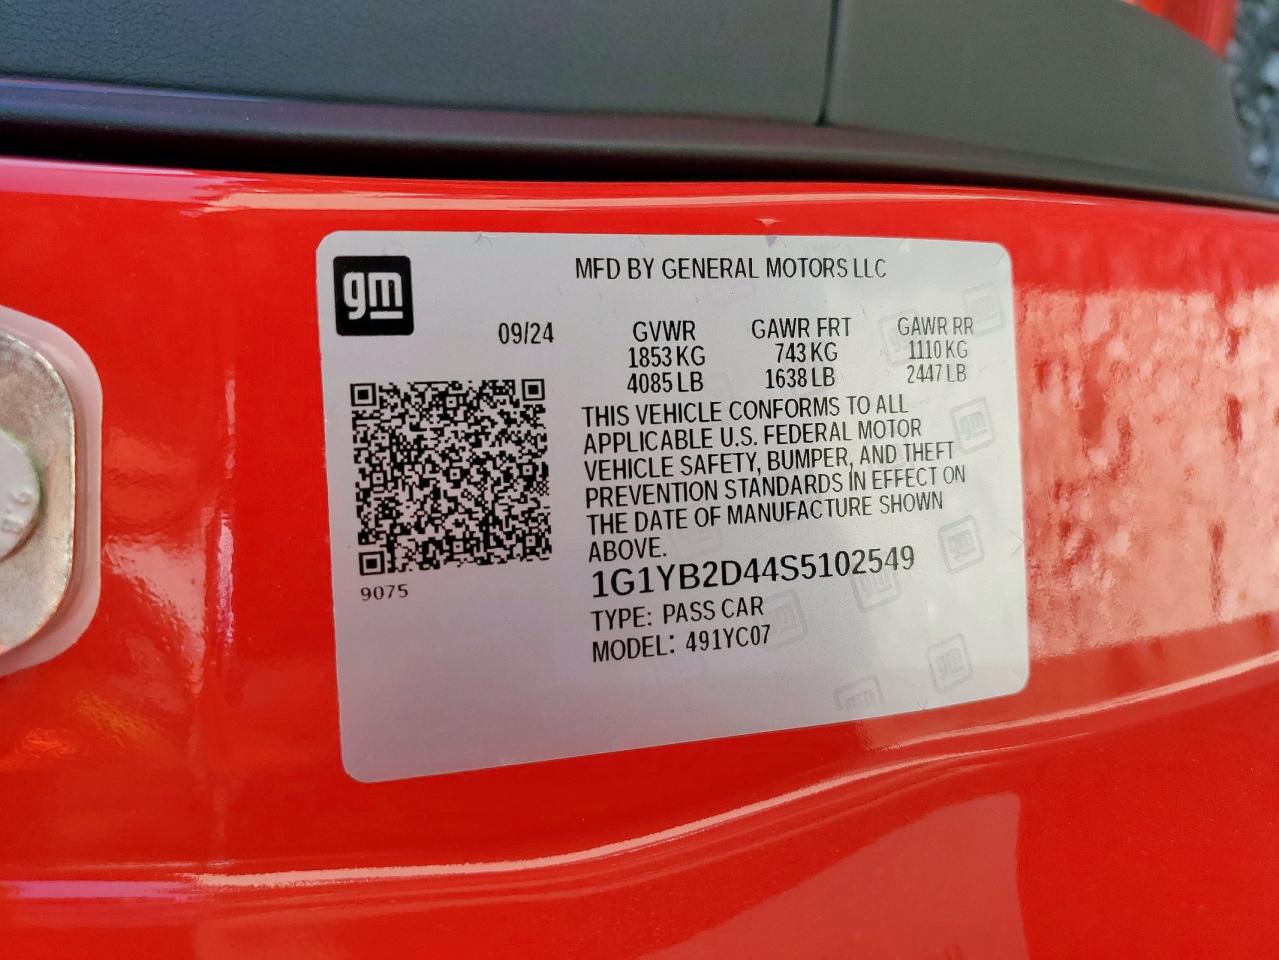 gm
MFD BY GENERAL MOTORS LLC
09/24 GVWR GAWR FRT GAWR RR
1853 KG 743 KG 1110 KG
4085 LB 1638 LB 2447 LB
THIS VEHICLE CONFORMS TO ALL
APPLICABLE U.S. FEDERAL MOTOR
VEHICLE SAFETY, BUMPER, AND THEFT
PREVENTION STANDARDS IN EFFECT ON
THE DATE OF MANUFACTURE SHOWN
ABOVE.
9075
1G1YB2D44S5102549
TYPE: PASS CAR
MODEL: 491YC07